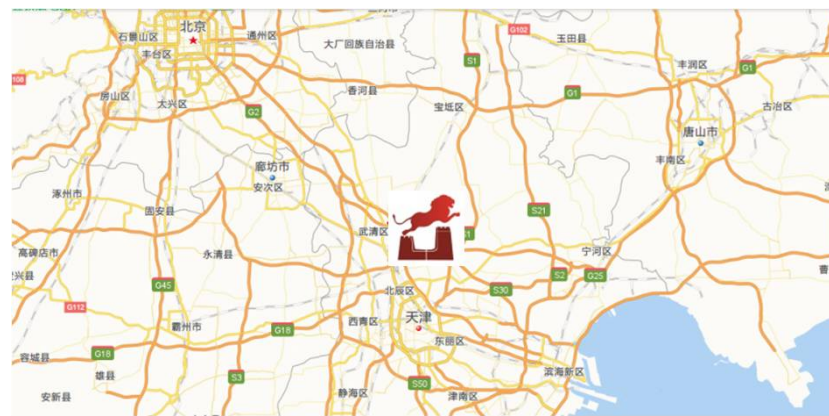 北京
石景山区
通州区
大厂回族自治县
G102
玉田县
丰台区
S1
丰润区
G1
108
房山区
大兴区
香河县
G1
宝坻区
古冶区
G2
唐山市
廊坊市
丰南区
安次区
涿州市
固安县
S21
武清区
高碑店市
永清县
宁河区
S2
G25
G45
北辰区
S30
G112
霸州市
G18
西青区
天津
东丽区
G18
容城县
雄县
S3
S50
滨海新区
安新县
静海区
津南区